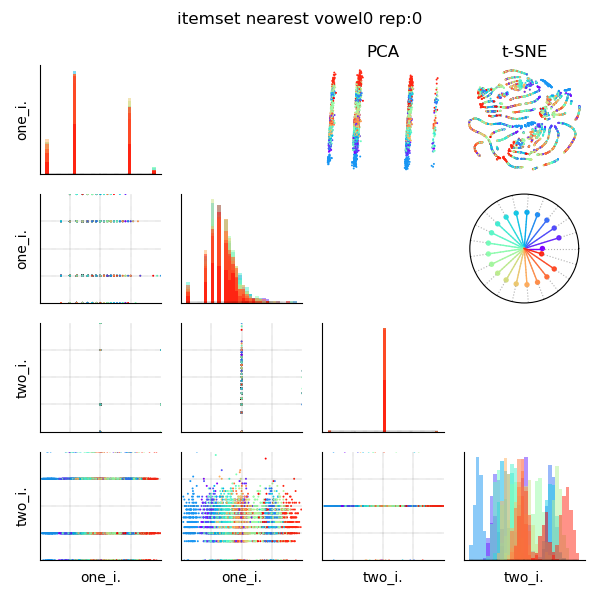 itemset nearest vowel0 rep:0
PCA
t-SNE
one_i.
one_i.
two_i.
two_i.
one_i.
one_i.
two_i.
two_i.